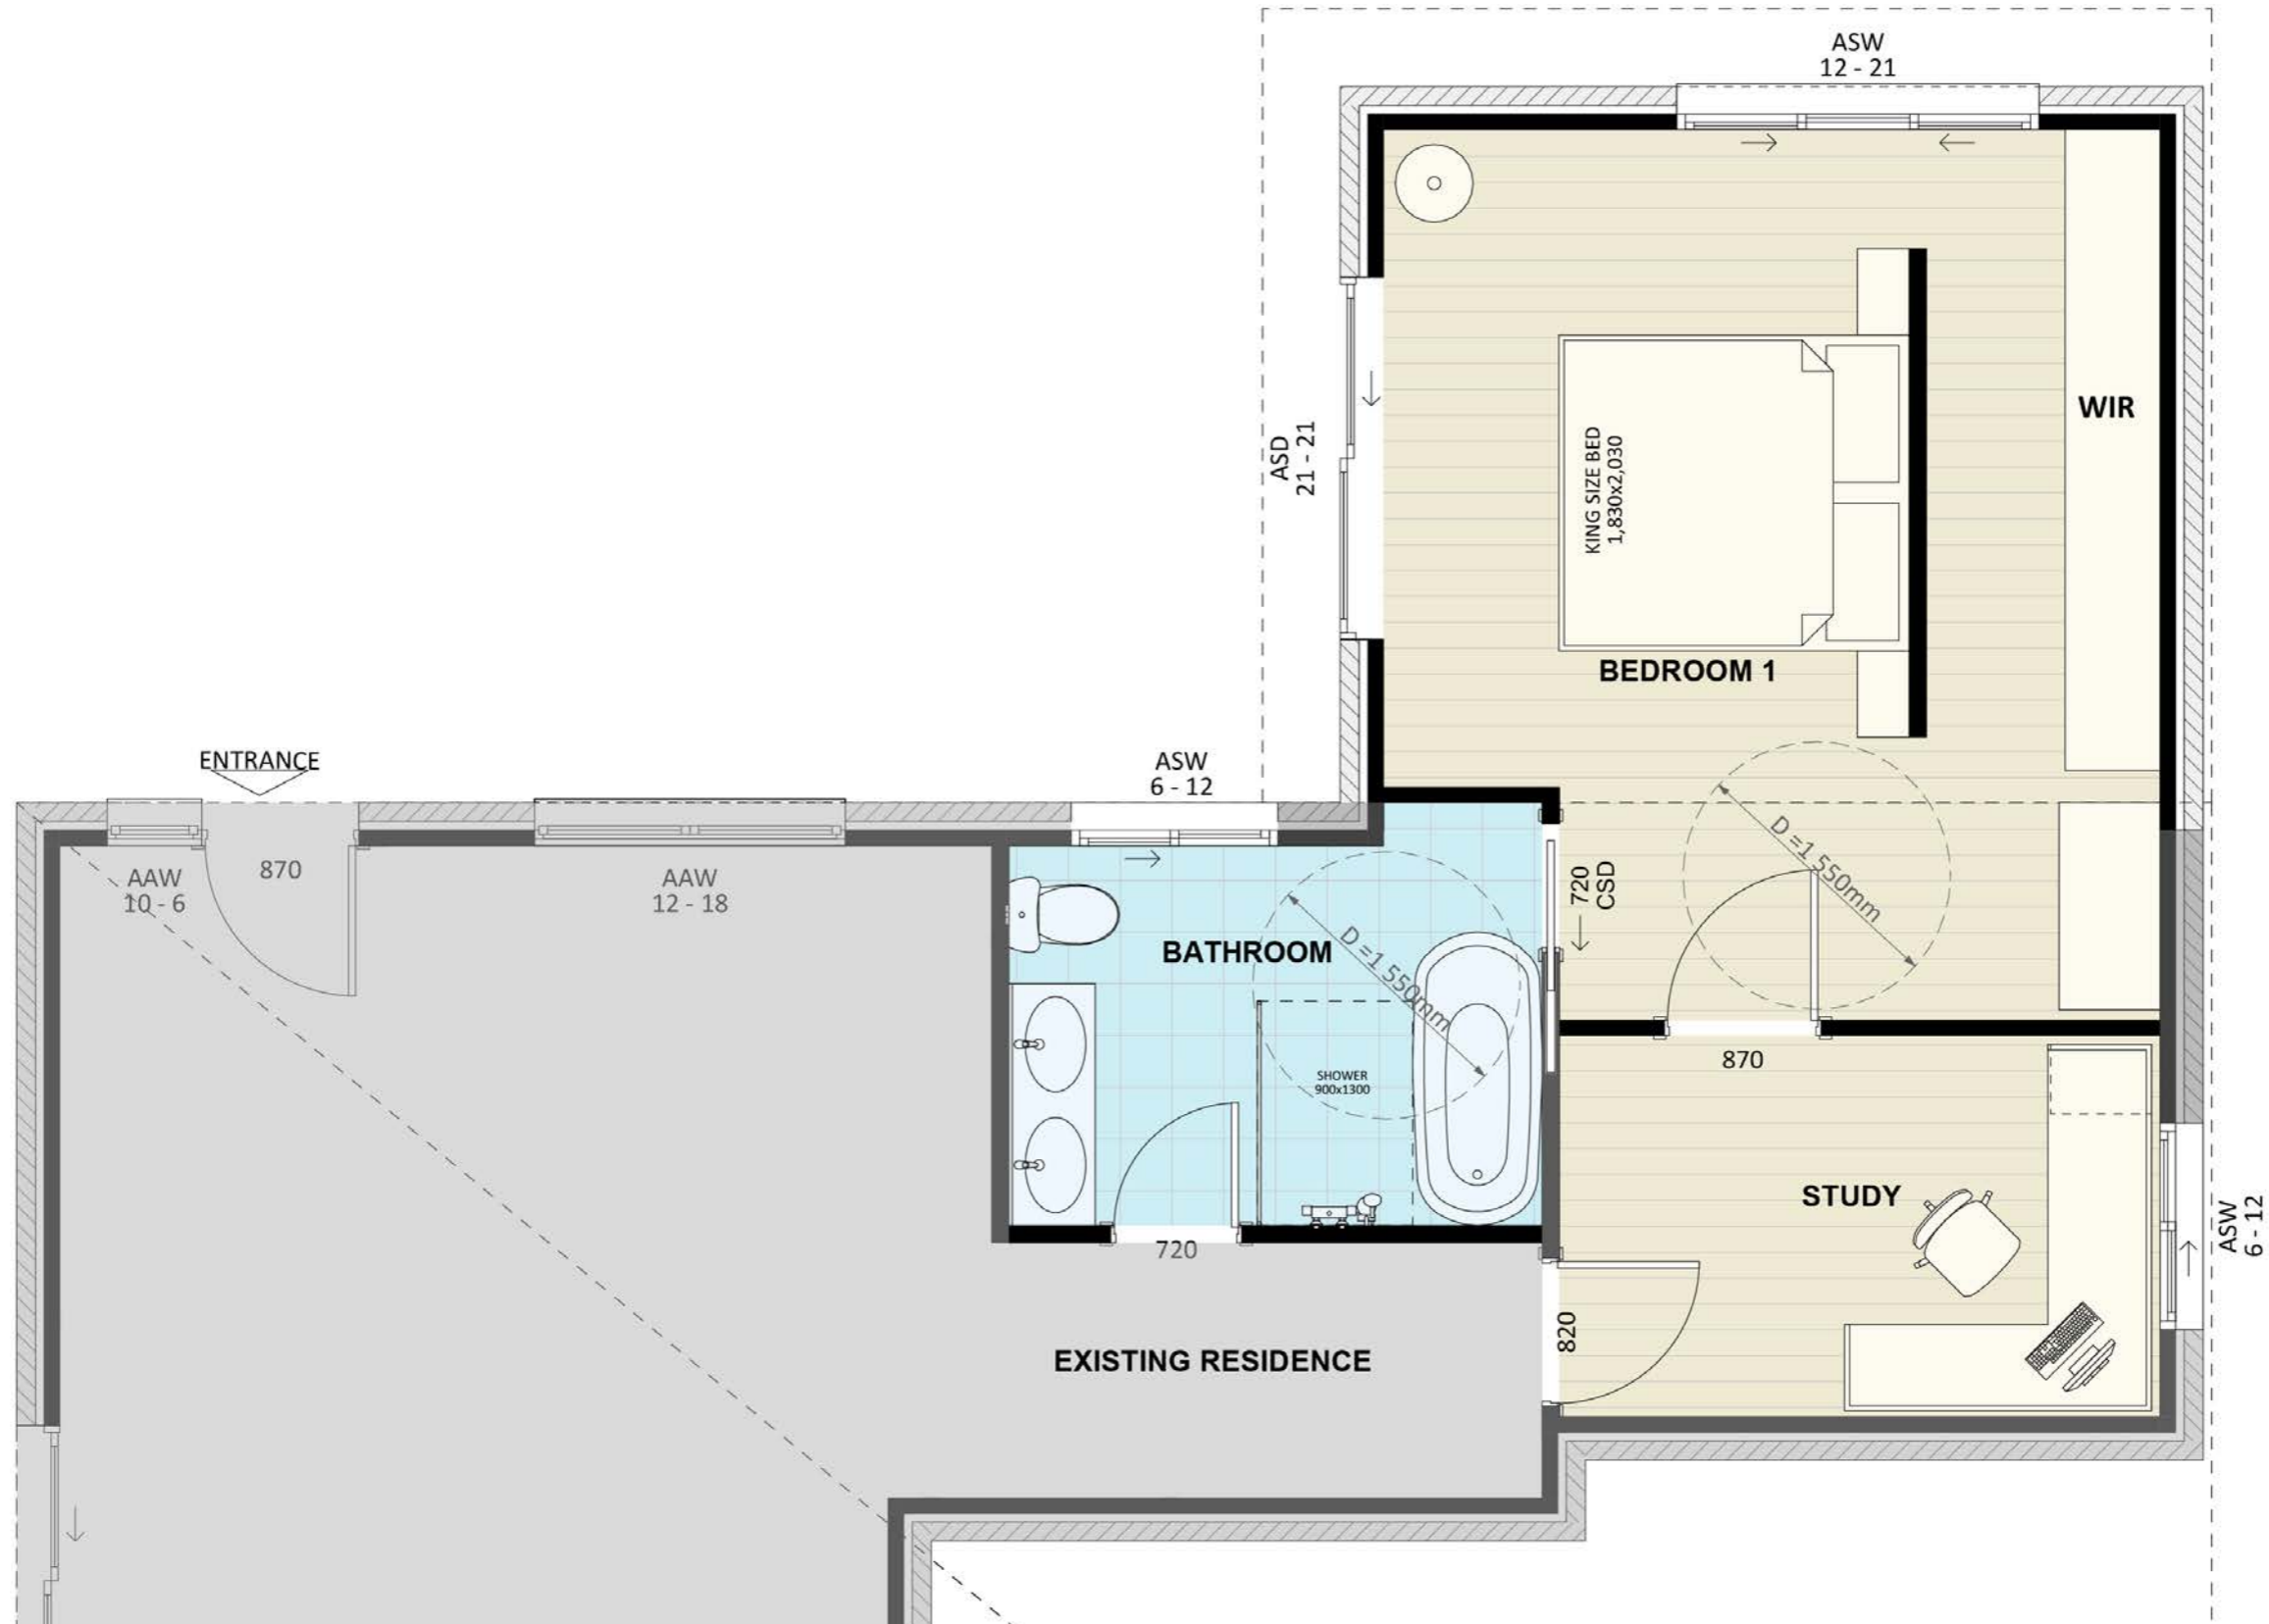 ASW
12 - 21
WIR
ASD
21 - 21
KING SIZE BED
1,830x2,030
BEDROOM 1
ENTRANCE
ASW
6 - 12
870
AAW
10 - 6
AAW
12 - 18
720
CSD
D =1 550mm
BATHROOM
D =1 550mm
SHOWER
900x1300
870
STUDY
ASW
6 - 12
720
820
EXISTING RESIDENCE